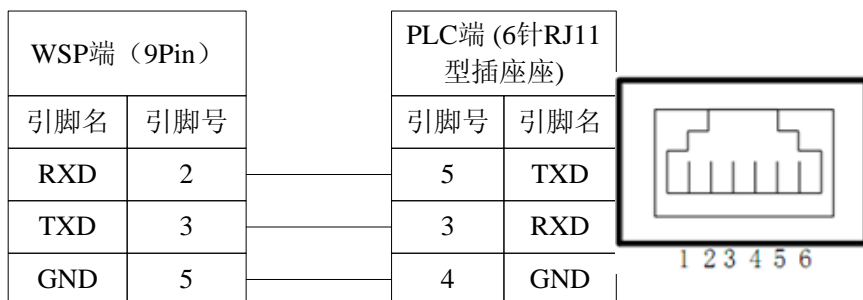 WSP端（9Pin）
PLC端 (6针RJ11
型插座座)
引脚名 引脚号 引脚号 引脚名
RXD 2 5 TXD
TXD 3 3 RXD
GND 5 4 GND
1 2 3 4 5 6